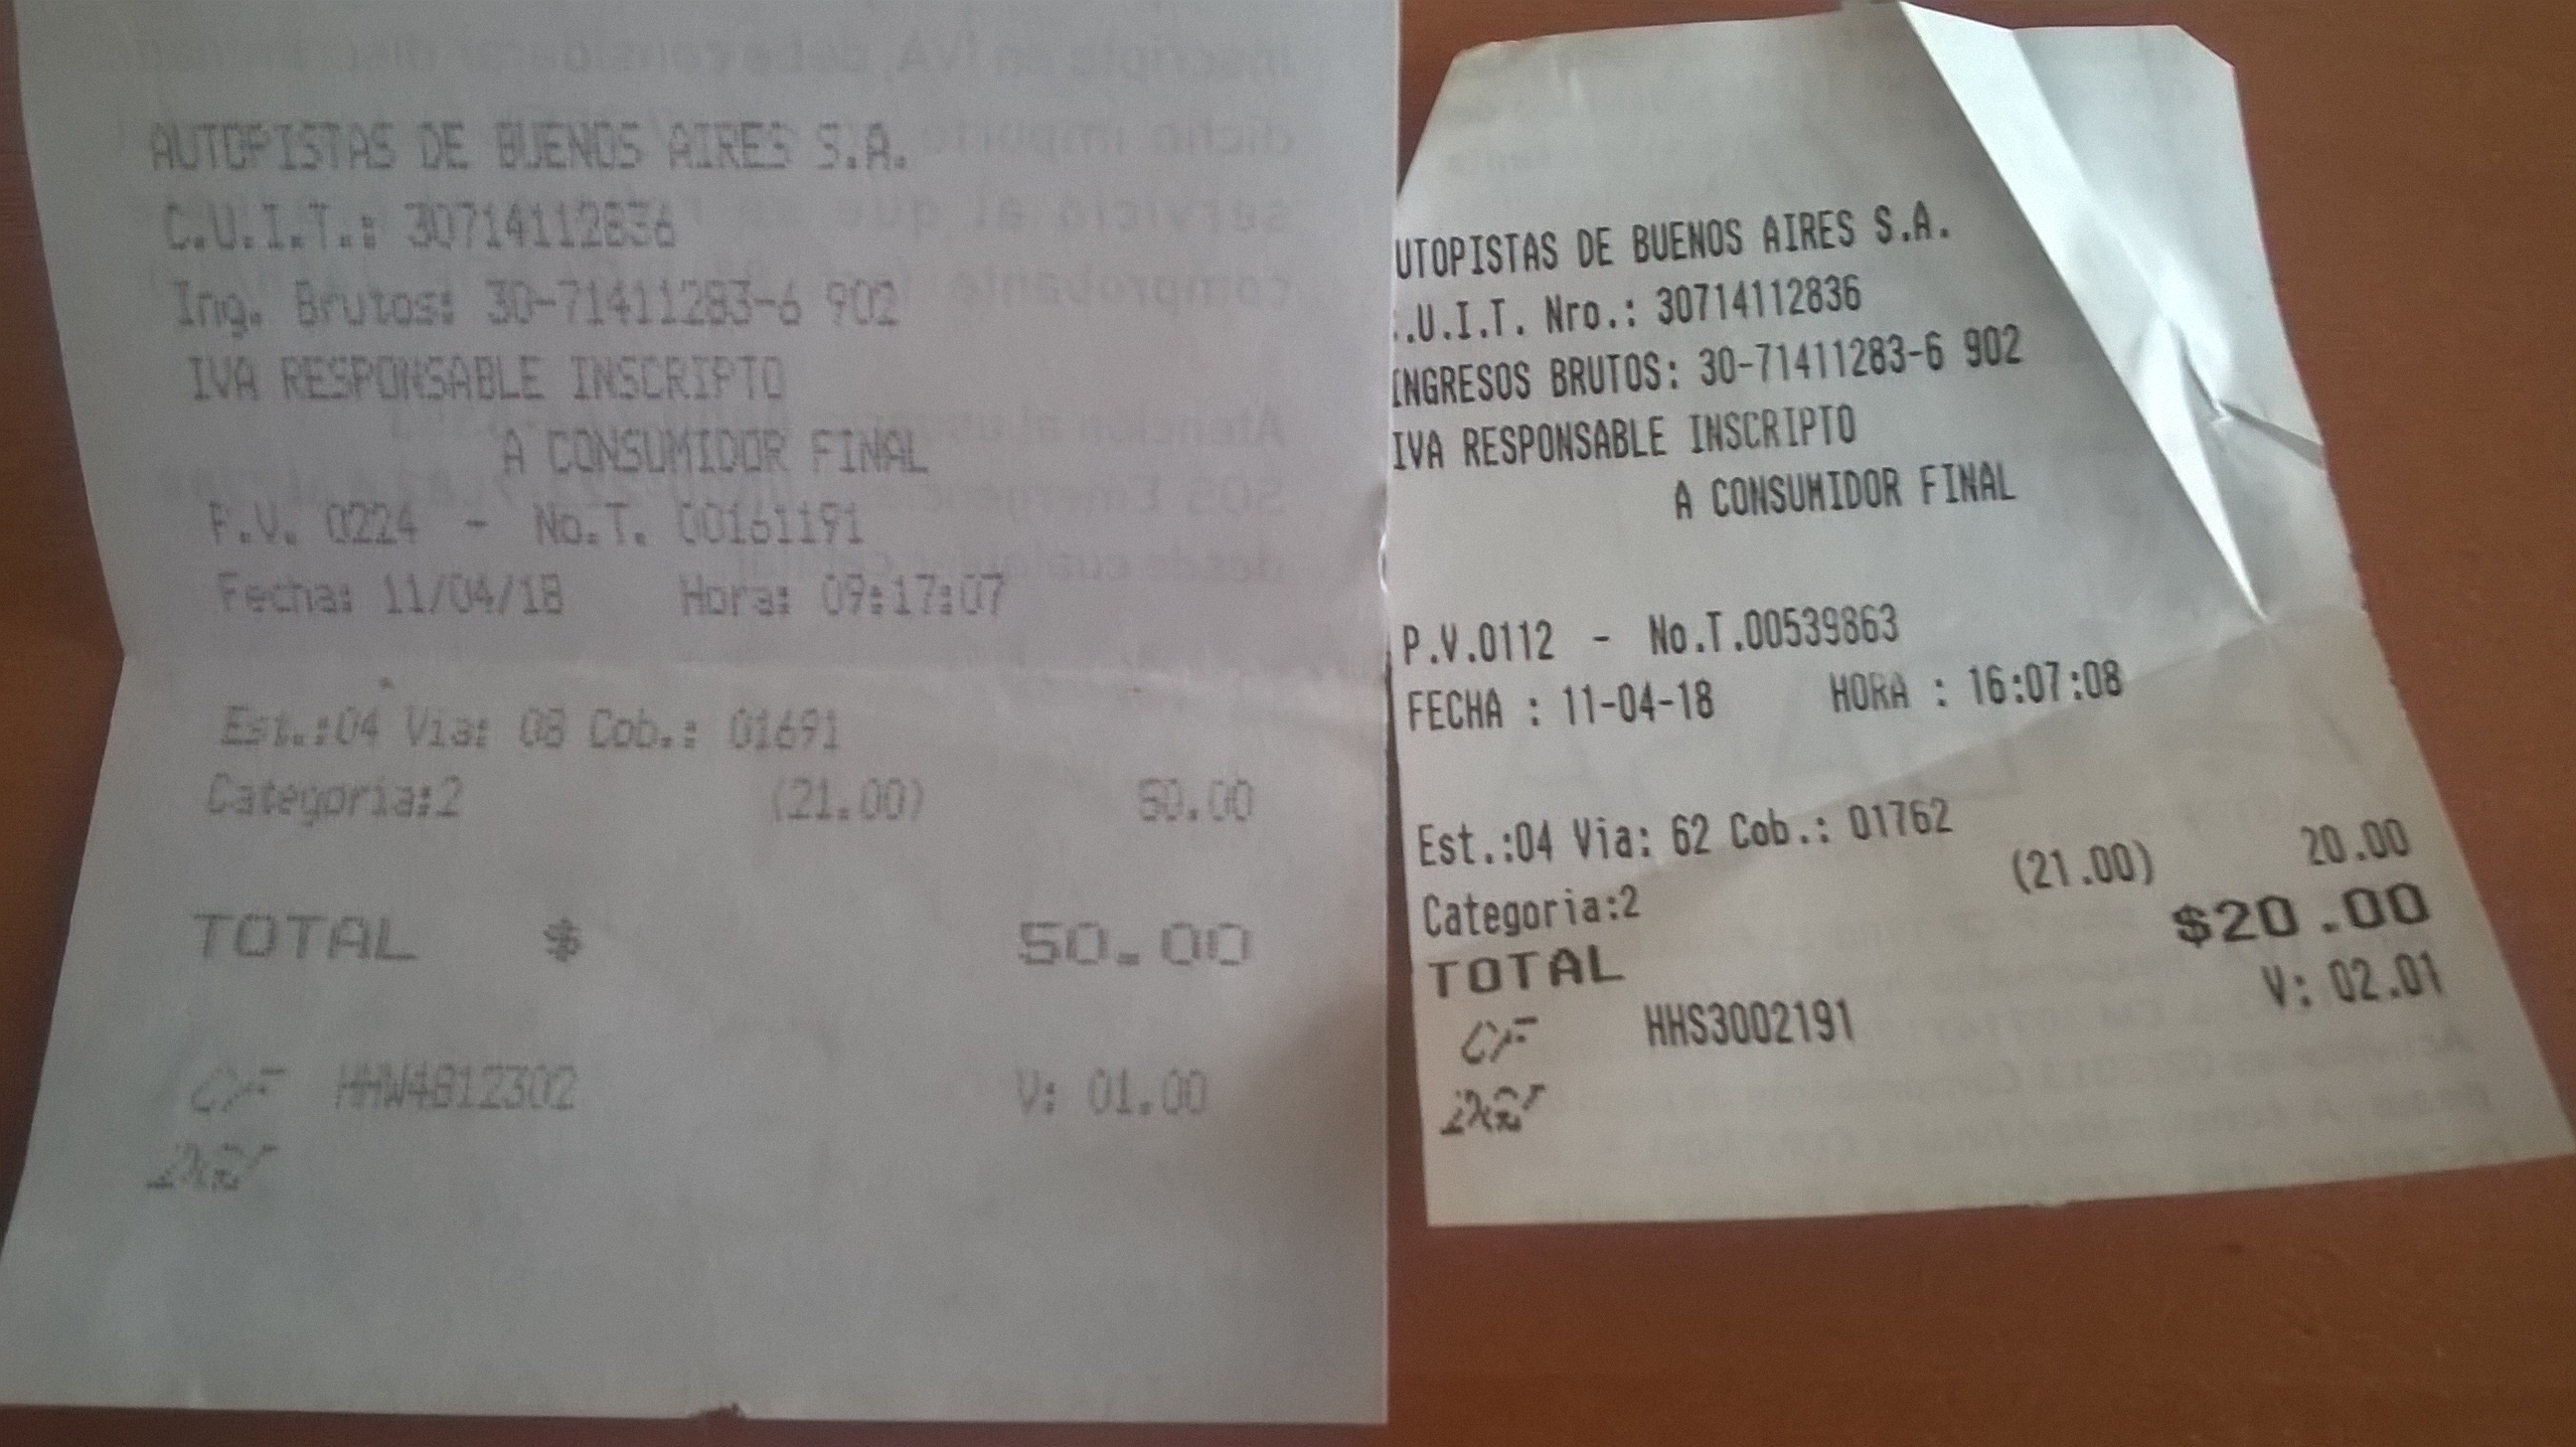 AUTOPISTAS DE BUENOS AIRES S.A.
C.U.I.T.: 30714112836
Ing. Brutos: 30-71411283-6 902
IVA RESPONSABLE INSCRIPTO
A CONSUMIDOR FINAL
P.V. 0224 - No.T. 00161191
Fecha: 11/04/18 Hora: 09:17:07
Est.:04 Via: 08 Cob.: 01691
Categoria:2 (21.00) 50.00
TOTAL $ 50.00
CF HHW4812302 V: 01.00
DGI
UTOPISTAS DE BUENOS AIRES S.A.
.U.I.T. Nro.: 30714112836
INGRESOS BRUTOS: 30-71411283-6 902
IVA RESPONSABLE INSCRIPTO
A CONSUMIDOR FINAL
P.V.0112 - No.T.00539863
FECHA : 11-04-18 HORA : 16:07:08
Est.:04 Via: 62 Cob.: 01762
Categoria:2 (21.00) 20.00
TOTAL $20.00
CF HHS3002191 V: 02.01
DGI